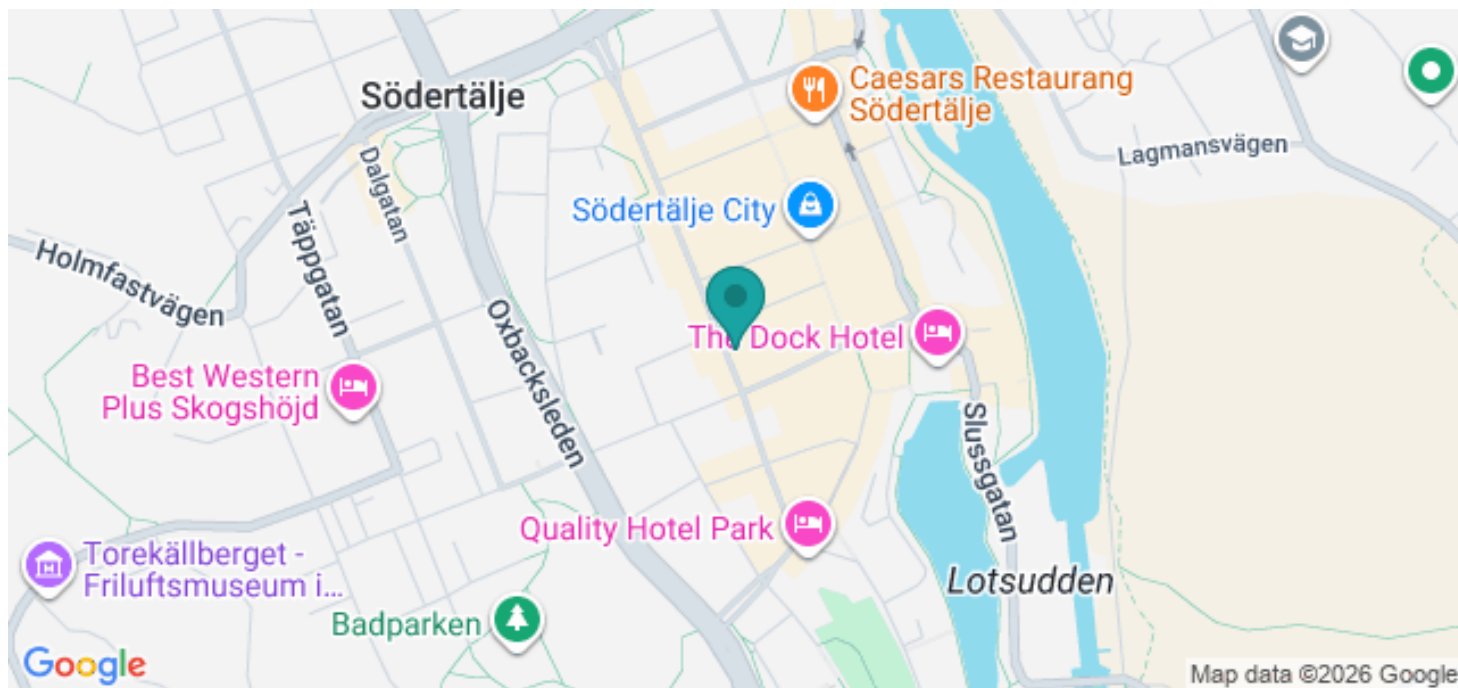 Caesars Restaurang
Södertälje
Södertälje
Lagmansvägen
Dalgatan
Södertälje City
Täppgatan
Holmfastvägen
Oxbacksleden
The Dock Hotel
Best Western
Plus Skogshöjd
Slussgatan
Quality Hotel Park
Torekällberget -
Friluftsmuseum i...
Lotsudden
Badparken
Google
Map data ©2026 Google